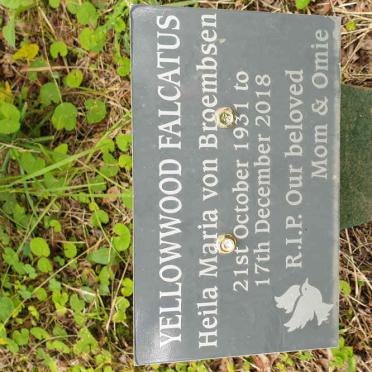 YELLOWWOOD FALCATUS
Heila Maria von Broembsen
21st October 1931 to
17th December 2018
R.I.P. Our beloved
Mom & Omie